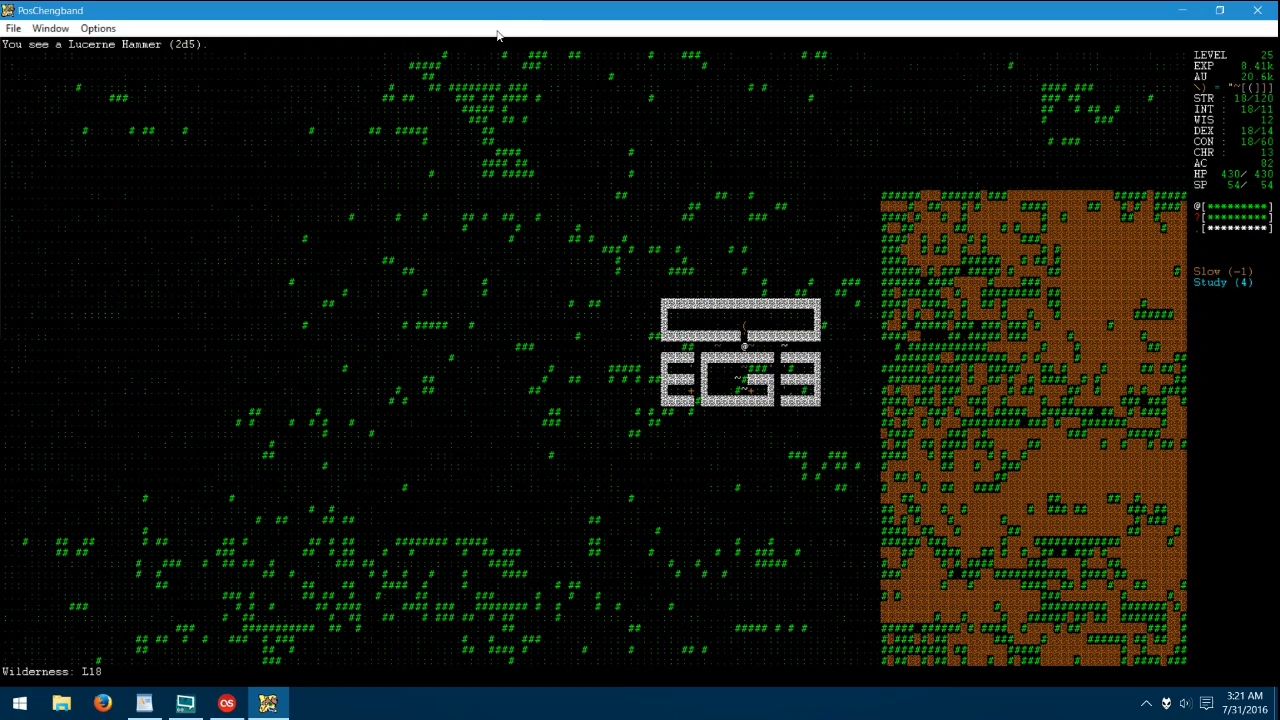 PosChengband
File Window Options
You see a Lucerne Hammer (2d5).
LEVEL 25
EXP 8.41k
AU 20.6k
\) = "~[(]]]
STR : 18/120
INT : 18/11
WIS : 12
DEX : 18/14
CON : 18/60
CHR : 13
AC 82
HP 430/ 430
SP 54/ 54
@[*********]
?[*********]
.[*********]
Slow (-1)
Study (4)
Wilderness: L18
3:21 AM
7/31/2016